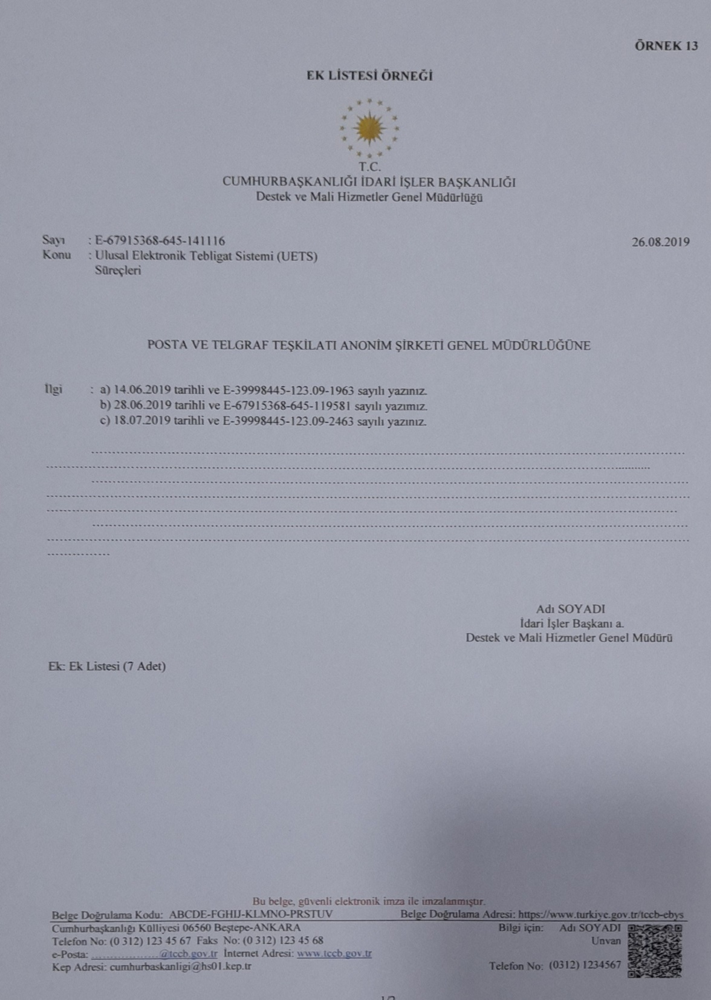 ÖRNEK 13
EK LİSTESİ ÖRNEĞİ
T.C.
CUMHURBAŞKANLIĞI İDARİ İŞLER BAŞKANLIĞI
Destek ve Mali Hizmetler Genel Müdürlüğü
Sayı : E-67915368-645-141116 26.08.2019
Konu : Ulusal Elektronik Tebligat Sistemi (UETS)
Süreçleri
POSTA VE TELGRAF TEŞKİLATI ANONİM ŞİRKETİ GENEL MÜDÜRLÜĞÜNE
İlgi : a) 14.06.2019 tarihli ve E-39998445-123.09-1963 sayılı yazınız.
b) 28.06.2019 tarihli ve E-67915368-645-119581 sayılı yazımız.
c) 18.07.2019 tarihli ve E-39998445-123.09-2463 sayılı yazınız.
Adı SOYADI
İdari İşler Başkanı a.
Destek ve Mali Hizmetler Genel Müdürü
Ek: Ek Listesi (7 Adet)
Bu belge, güvenli elektronik imza ile imzalanmıştır.
Belge Doğrulama Kodu: ABCDE-FGHIJ-KLMNO-PRSTUV Belge Doğrulama Adresi: https://www.turkiye.gov.tr/tccb-ebys
Cumhurbaşkanlığı Külliyesi 06560 Beştepe-ANKARA Bilgi için: Adı SOYADI
Telefon No: (0 312) 123 45 67 Faks No: (0 312) 123 45 68 Unvan
e-Posta: ..................@tccb.gov.tr İnternet Adresi: www.tccb.gov.tr
Kep Adresi: cumhurbaskanligi@hs01.kep.tr Telefon No: (0312) 1234567